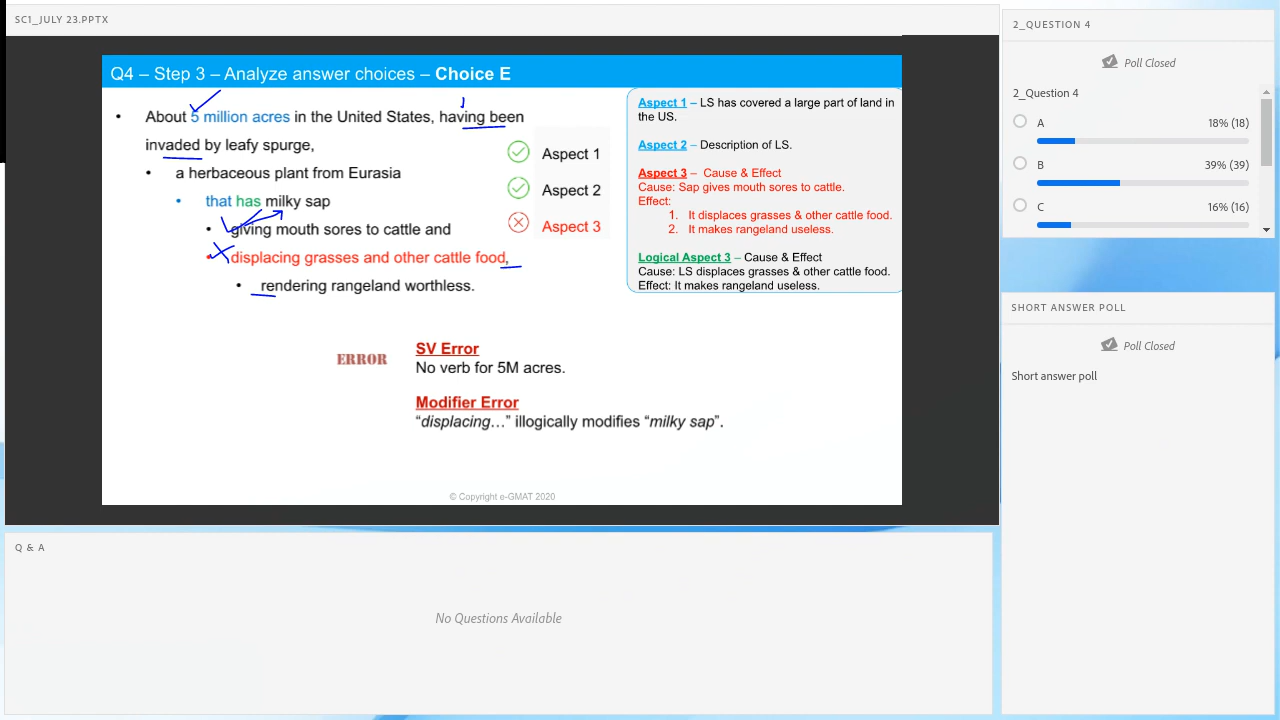 SC1_JULY 23.PPTX
Q4 – Step 3 – Analyze answer choices – Choice E
• About 5 million acres in the United States, having been
invaded by leafy spurge,
• a herbaceous plant from Eurasia
• that has milky sap
• giving mouth sores to cattle and
• displacing grasses and other cattle food,
• rendering rangeland worthless.
Aspect 1
Aspect 2
Aspect 3
Aspect 1 – LS has covered a large part of land in
the US.
Aspect 2 – Description of LS.
Aspect 3 – Cause & Effect
Cause: Sap gives mouth sores to cattle.
Effect:
1. It displaces grasses & other cattle food.
2. It makes rangeland useless.
Logical Aspect 3 – Cause & Effect
Cause: LS displaces grasses & other cattle food.
Effect: It makes rangeland useless.
ERROR
SV Error
No verb for 5M acres.
Modifier Error
“displacing…” illogically modifies “milky sap”.
© Copyright e-GMAT 2020
2_QUESTION 4
Poll Closed
2_Question 4
A 18% (18)
B 39% (39)
C 16% (16)
SHORT ANSWER POLL
Poll Closed
Short answer poll
Q & A
No Questions Available